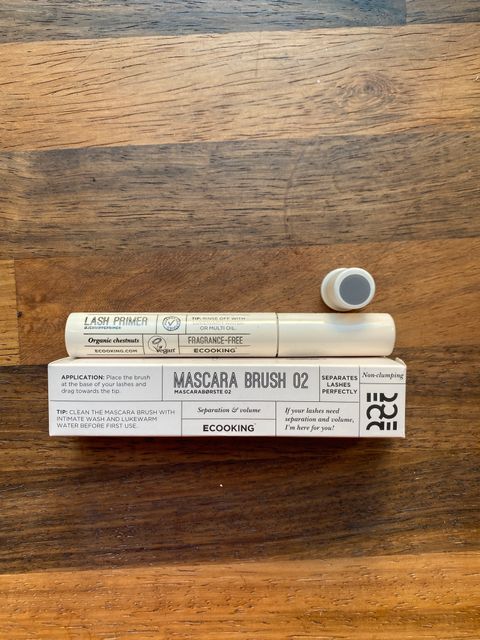 LASH PRIMER
ØJENVIPPEPRIMER
TIP: RINSE OFF WITH
OR MULTI OIL.
Organic chestnuts
Vegan
FRAGRANCE-FREE
ECOOKING.COM
ECOOKING
APPLICATION: Place the brush
at the base of your lashes and
drag towards the tip.
MASCARA BRUSH 02
MASCARABØRSTE 02
SEPARATES
LASHES
PERFECTLY
Non-clumping
TIP: CLEAN THE MASCARA BRUSH WITH
INTIMATE WASH AND LUKEWARM
WATER BEFORE FIRST USE.
Separation & volume
ECOOKING
If your lashes need
separation and volume,
I'm here for you!